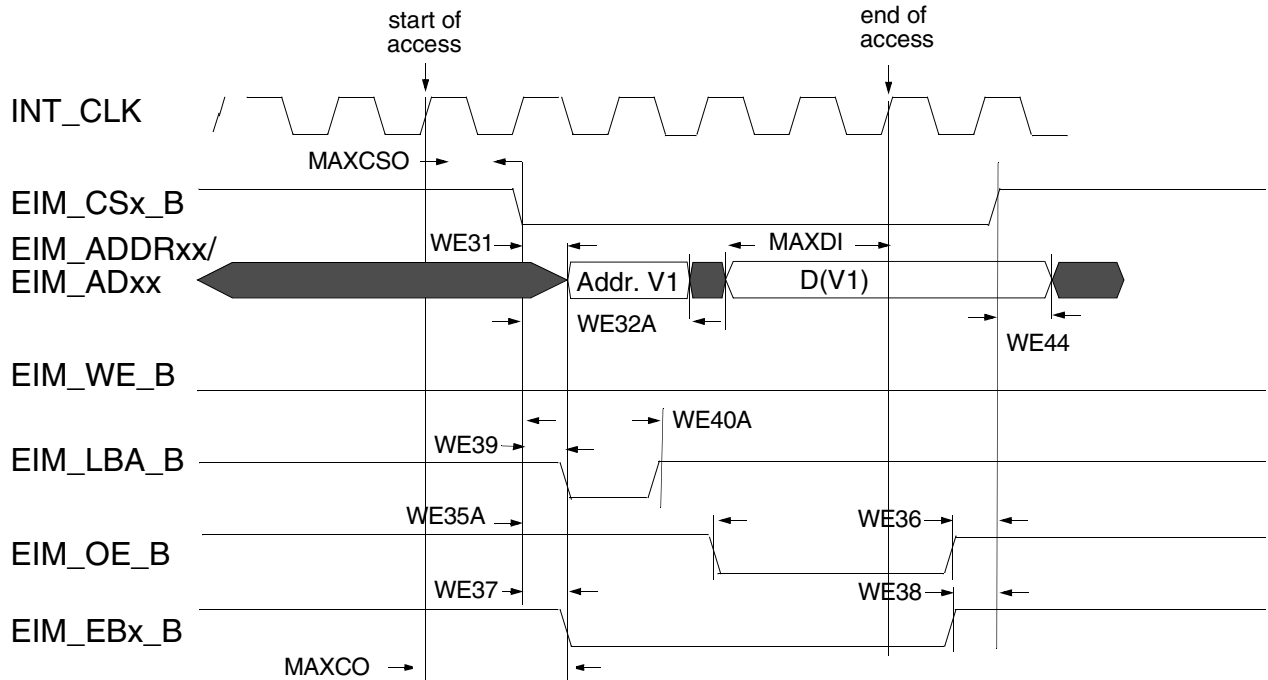 start of
access
end of
access
INT_CLK
MAXCSO
EIM_CSx_B
EIM_ADDRxx/
EIM_ADxx
WE31
MAXDI
Addr. V1
D(V1)
WE32A
WE44
EIM_WE_B
WE40A
WE39
EIM_LBA_B
WE35A
WE36
EIM_OE_B
WE37
WE38
EIM_EBx_B
MAXCO